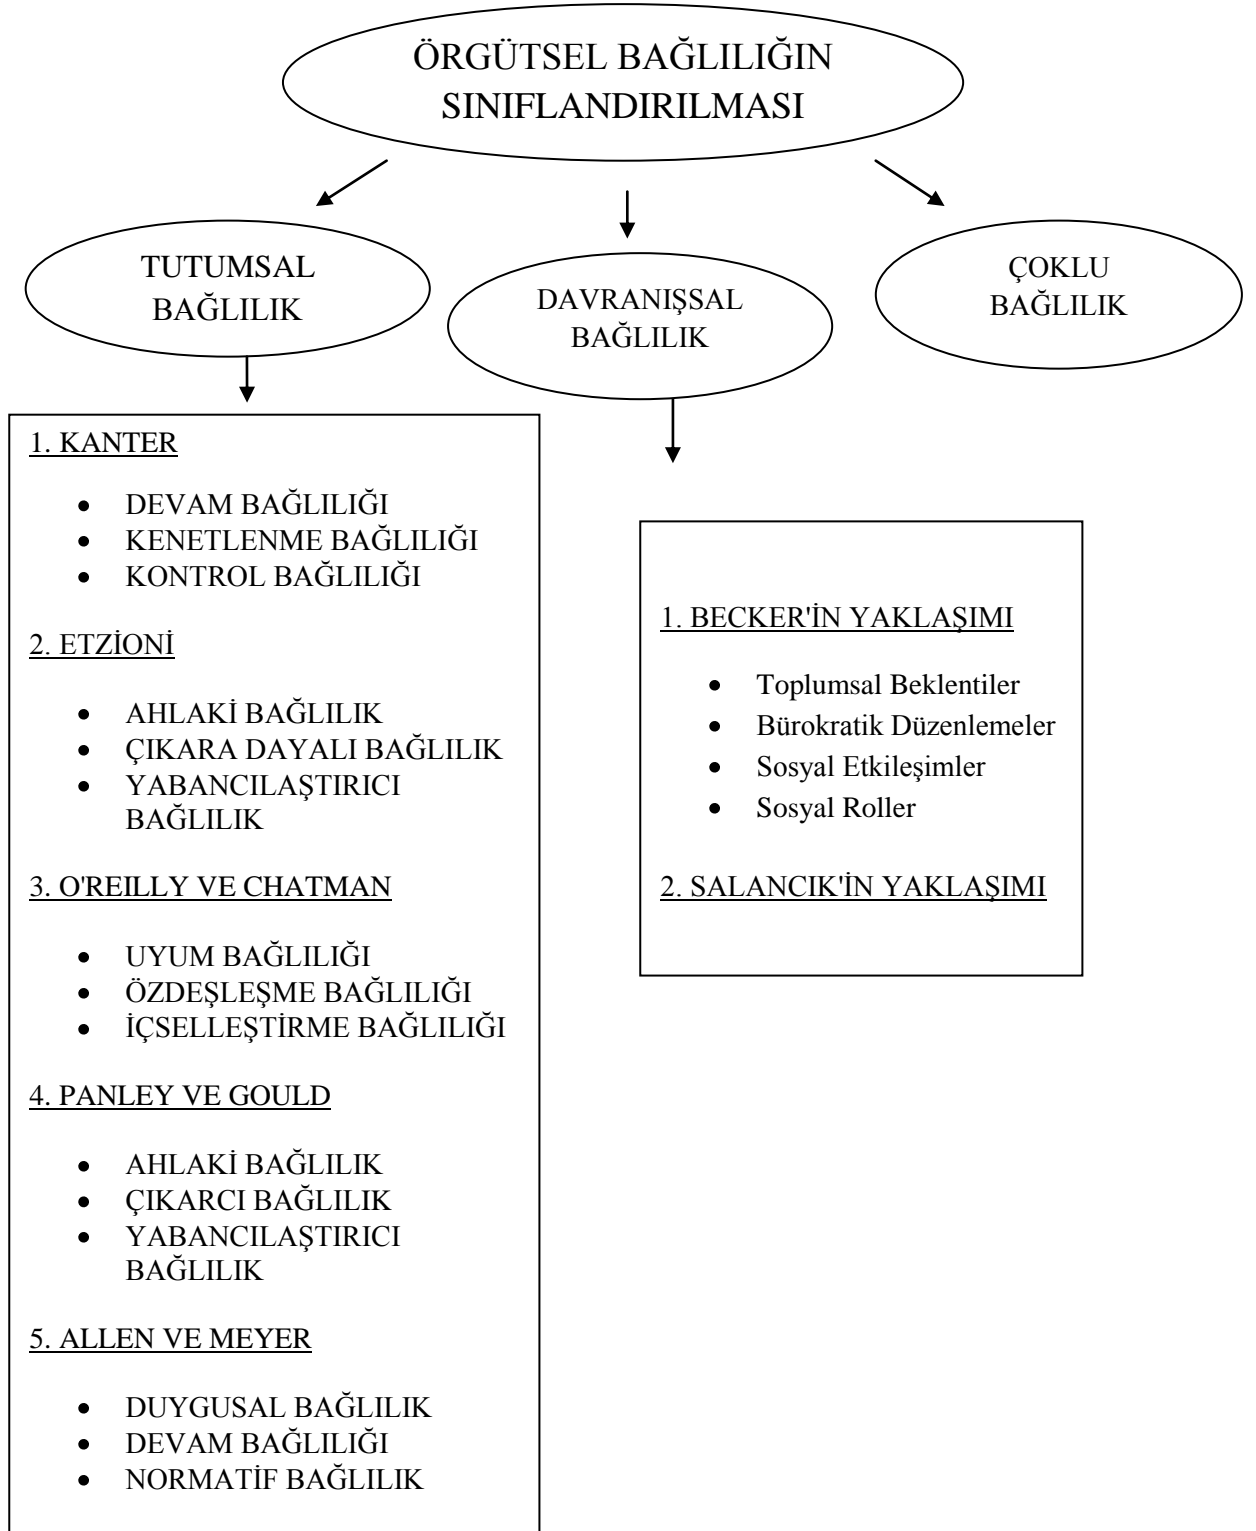 ÖRGÜTSEL BAĞLILIĞIN
SINIFLANDIRILMASI
TUTUMSAL
BAĞLILIK
DAVRANIŞSAL
BAĞLILIK
ÇOKLU
BAĞLILIK
1. KANTER
• DEVAM BAĞLILIĞI
• KENETLENME BAĞLILIĞI
• KONTROL BAĞLILIĞI
2. ETZİONİ
• AHLAKİ BAĞLILIK
• ÇIKARA DAYALI BAĞLILIK
• YABANCILAŞTIRICI
BAĞLILIK
3. O'REILLY VE CHATMAN
• UYUM BAĞLILIĞI
• ÖZDEŞLEŞME BAĞLILIĞI
• İÇSELLEŞTİRME BAĞLILIĞI
4. PANLEY VE GOULD
• AHLAKİ BAĞLILIK
• ÇIKARCI BAĞLILIK
• YABANCILAŞTIRICI
BAĞLILIK
5. ALLEN VE MEYER
• DUYGUSAL BAĞLILIK
• DEVAM BAĞLILIĞI
• NORMATİF BAĞLILIK
1. BECKER'İN YAKLAŞIMI
• Toplumsal Beklentiler
• Bürokratik Düzenlemeler
• Sosyal Etkileşimler
• Sosyal Roller
2. SALANCIK'İN YAKLAŞIMI